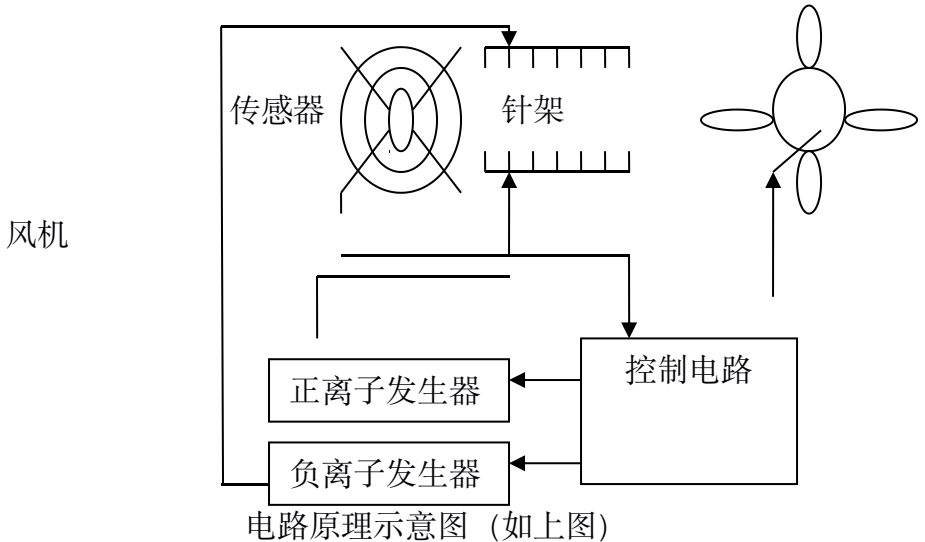 传感器
针架
风机
控制电路
正离子发生器
负离子发生器
电路原理示意图（如上图）